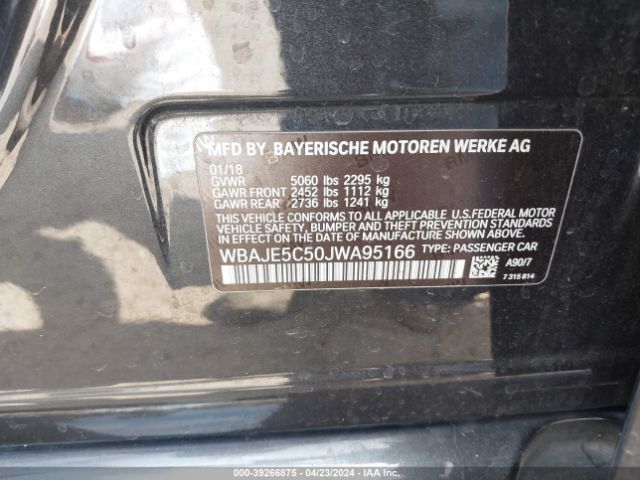 MFD BY BAYERISCHE MOTOREN WERKE AG
01/18
GVWR 5060 lbs 2295 kg
GAWR FRONT 2452 lbs 1112 kg
GAWR REAR 2736 lbs 1241 kg
THIS VEHICLE CONFORMS TO ALL APPLICABLE U.S.FEDERAL MOTOR
VEHICLE SAFETY, BUMPER AND THEFT PREVENTION STANDARDS
IN EFFECT ON THE DATE OF MANUFACTURE SHOWN ABOVE.
WBAJE5C50JWA95166 TYPE: PASSENGER CAR
A90/7
7 315 814
000-39266875 - 04/23/2024 - IAA Inc.